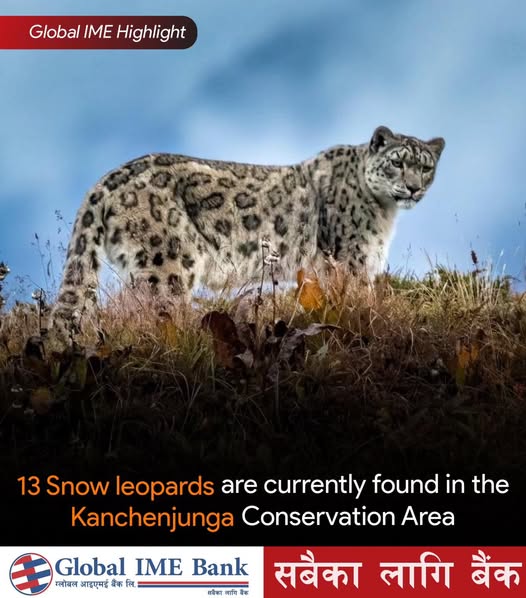 Global IME Highlight
13 Snow leopards are currently found in the
Kanchenjunga Conservation Area
Global IME Bank
ग्लोबल आइएमई बैंक लि.
सबैका लागि बैंक
सबैका लागि बैंक